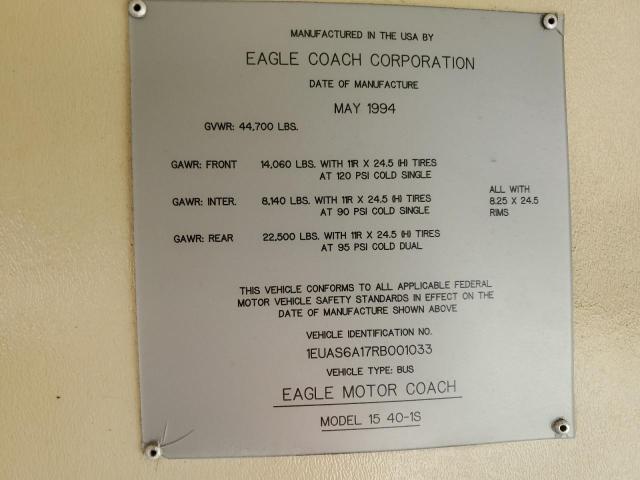 MANUFACTURED IN THE USA BY
EAGLE COACH CORPORATION
DATE OF MANUFACTURE
MAY 1994
GVWR: 44,700 LBS.
GAWR: FRONT 14,060 LBS. WITH 11R X 24.5 (H) TIRES
AT 120 PSI COLD SINGLE
GAWR: INTER. 8,140 LBS. WITH 11R X 24.5 (H) TIRES
AT 90 PSI COLD SINGLE
ALL WITH
8.25 X 24.5
RIMS
GAWR: REAR 22,500 LBS. WITH 11R X 24.5 (H) TIRES
AT 95 PSI COLD DUAL
THIS VEHICLE CONFORMS TO ALL APPLICABLE FEDERAL
MOTOR VEHICLE SAFETY STANDARDS IN EFFECT ON THE
DATE OF MANUFACTURE SHOWN ABOVE
VEHICLE IDENTIFICATION NO.
1EUAS6A17RB001033
VEHICLE TYPE: BUS
EAGLE MOTOR COACH
MODEL 15 40-1S